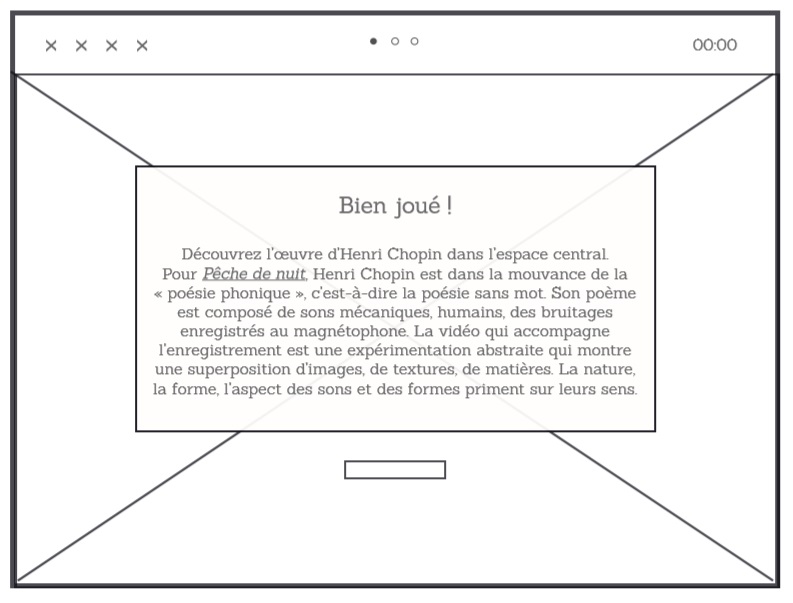 × × × ×
00:00
Bien joué !
Découvrez l'œuvre d'Henri Chopin dans l'espace central.
Pour Pêche de nuit, Henri Chopin est dans la mouvance de la
« poésie phonique », c'est-à-dire la poésie sans mot. Son poème
est composé de sons mécaniques, humains, des bruitages
enregistrés au magnétophone. La vidéo qui accompagne
l'enregistrement est une expérimentation abstraite qui montre
une superposition d'images, de textures, de matières. La nature,
la forme, l'aspect des sons et des formes priment sur leurs sens.